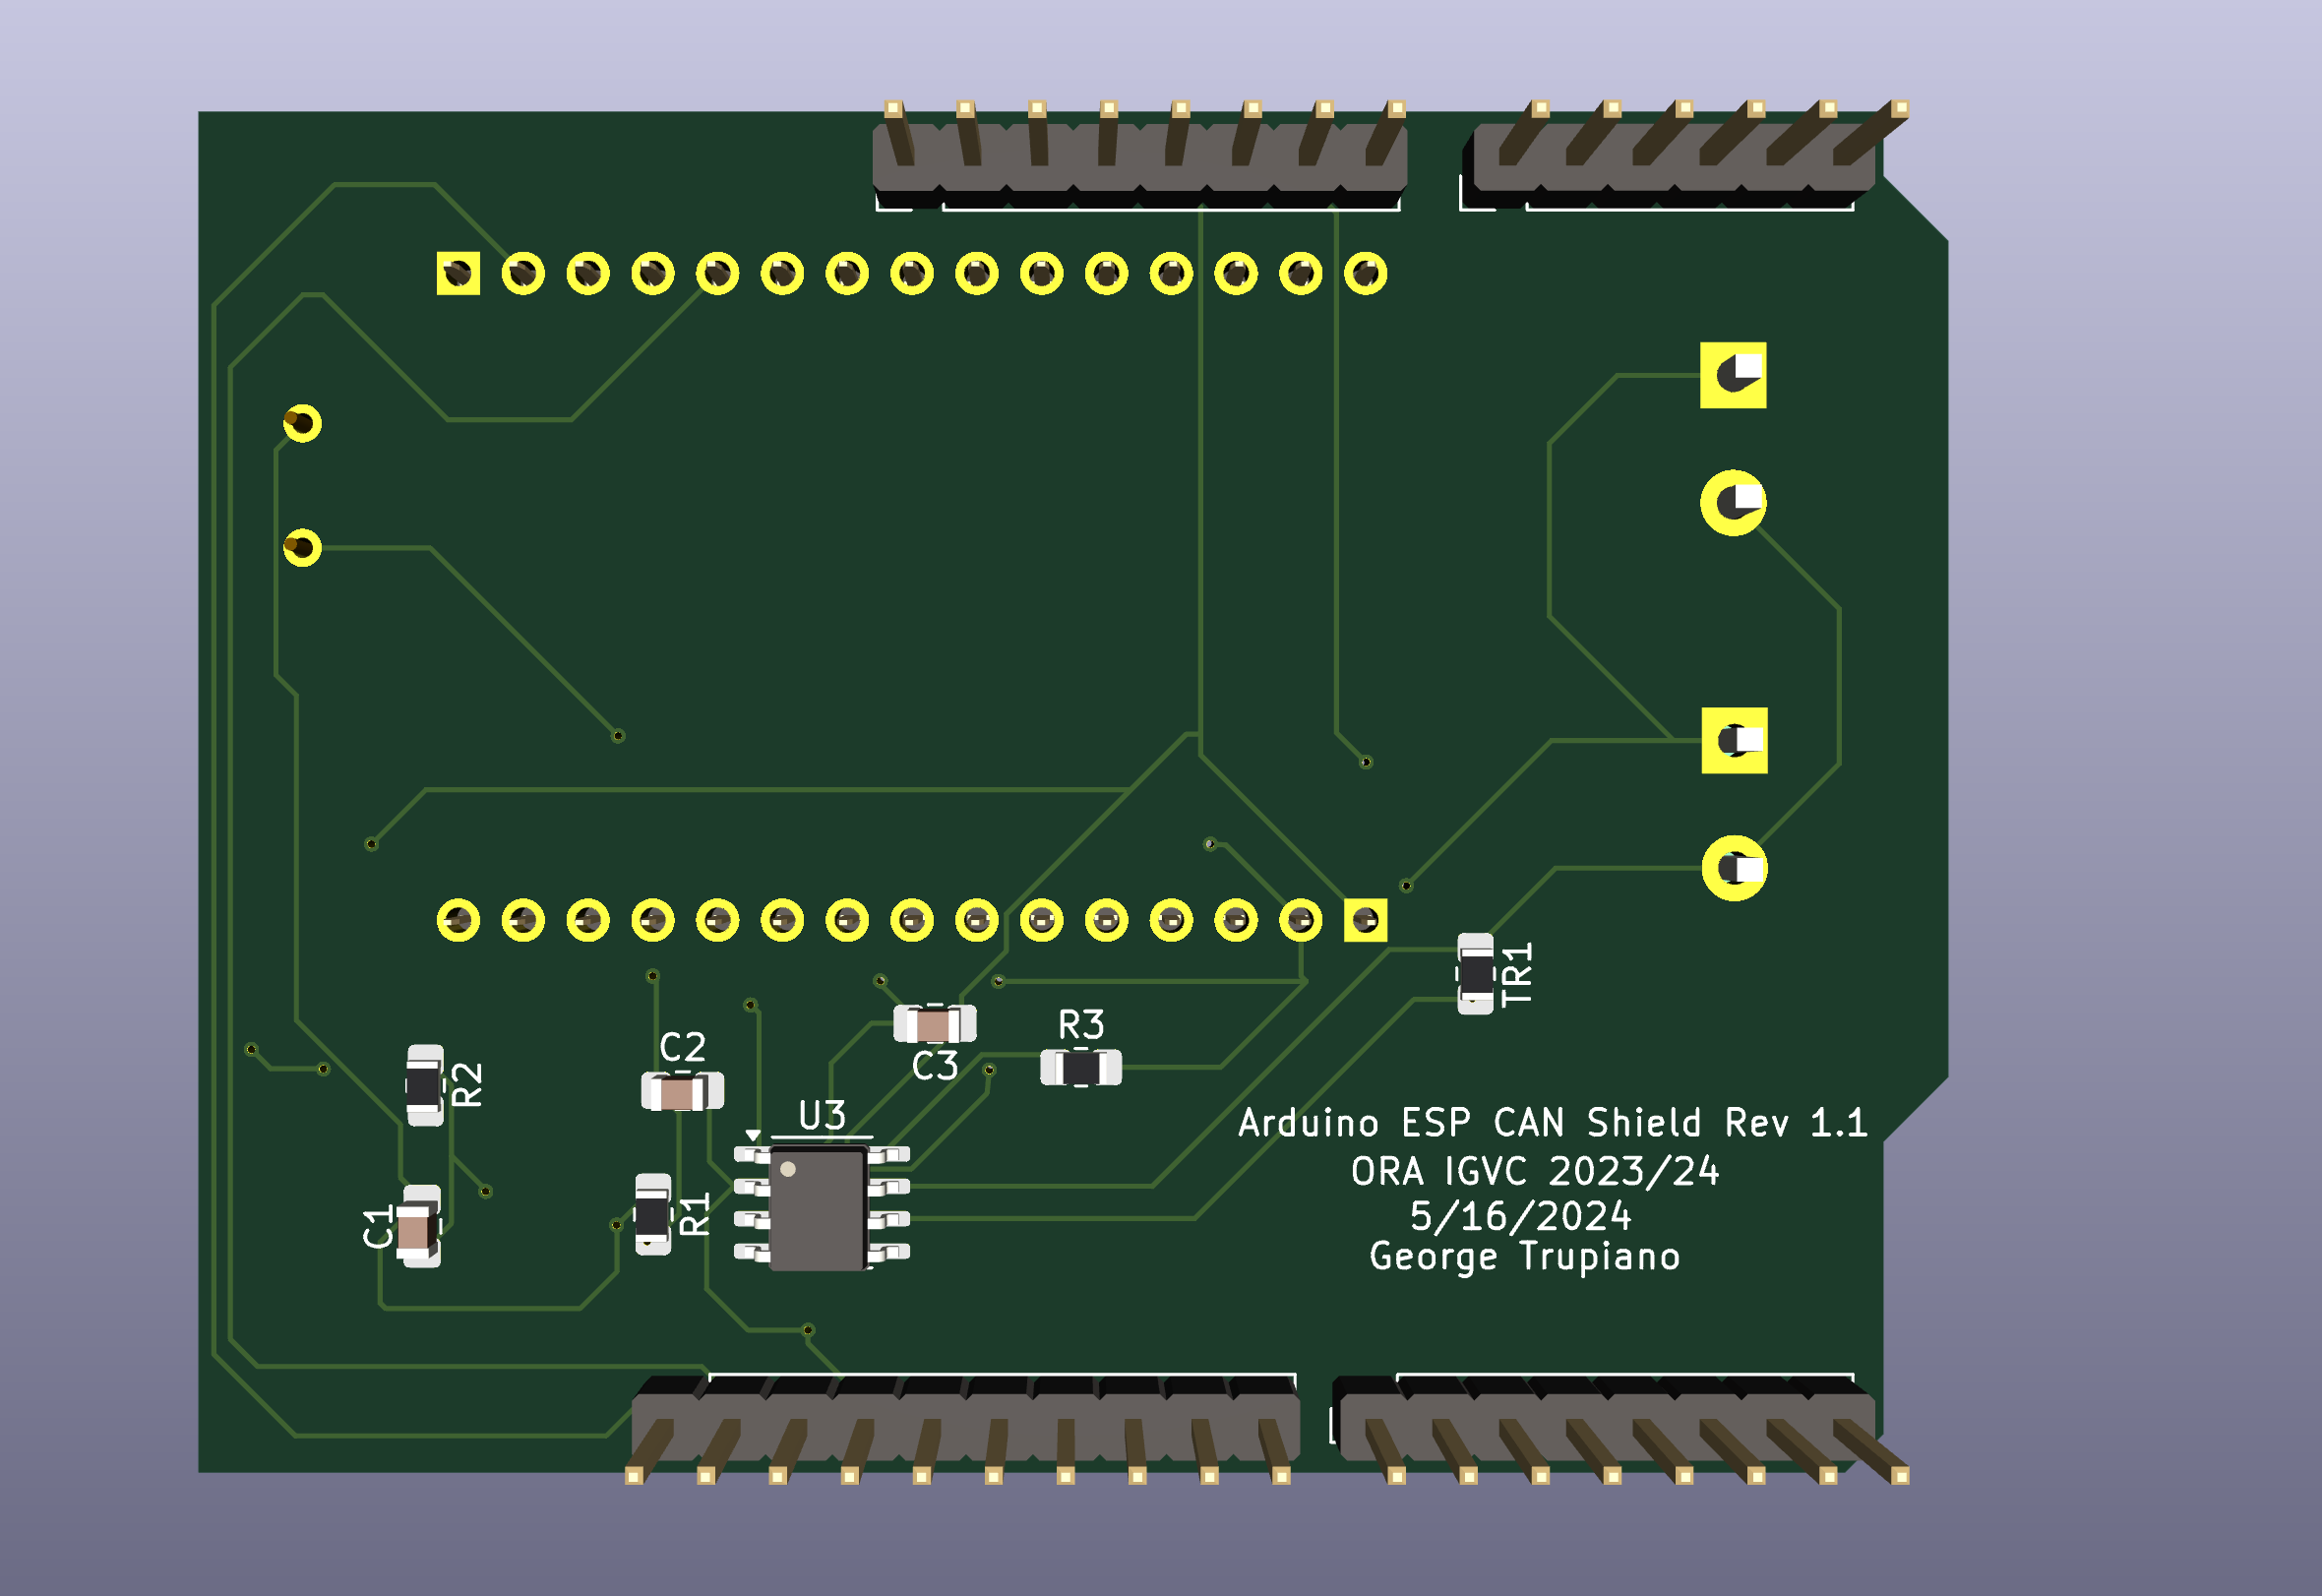 TR1
R3
C3
C2
R2
U3
R1
C1
Arduino ESP CAN Shield Rev 1.1
ORA IGVC 2023/24
5/16/2024
George Trupiano